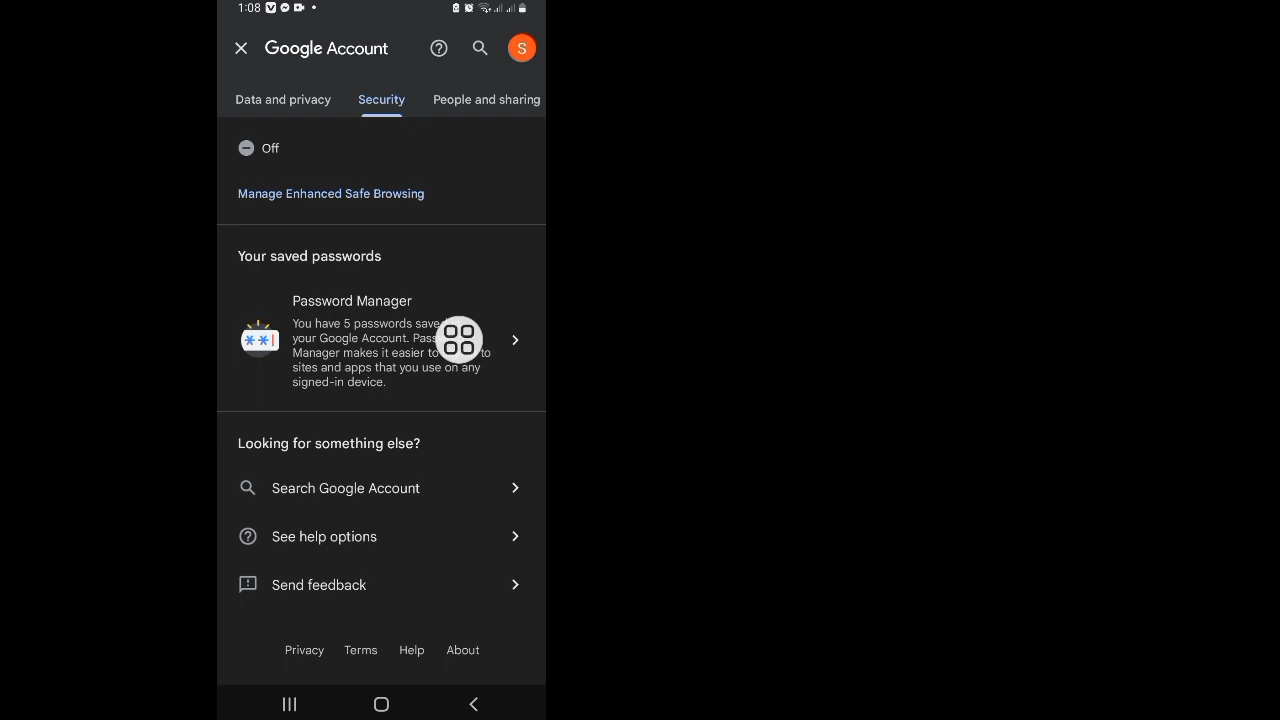 1:08
Google Account
S
Data and privacy Security People and sharing
Off
Manage Enhanced Safe Browsing
Your saved passwords
Password Manager
You have 5 passwords save
your Google Account.
Manager makes it easier to to
sites and apps that you use on any
signed-in device.
Looking for something else?
Search Google Account
See help options
Send feedback
Privacy Terms Help About